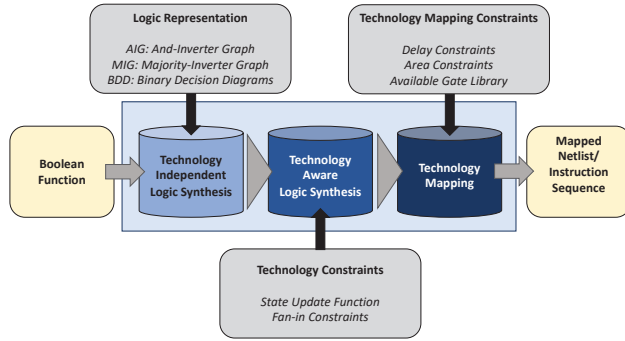 Logic Representation
AIG: And-Inverter Graph
MIG: Majority-Inverter Graph
BDD: Binary Decision Diagrams
Technology Mapping Constraints
Delay Constraints
Area Constraints
Available Gate Library
Boolean
Function
Technology
Independent
Logic Synthesis
Technology
Aware
Logic Synthesis
Technology
Mapping
Mapped
Netlist/
Instruction
Sequence
Technology Constraints
State Update Function
Fan-in Constraints